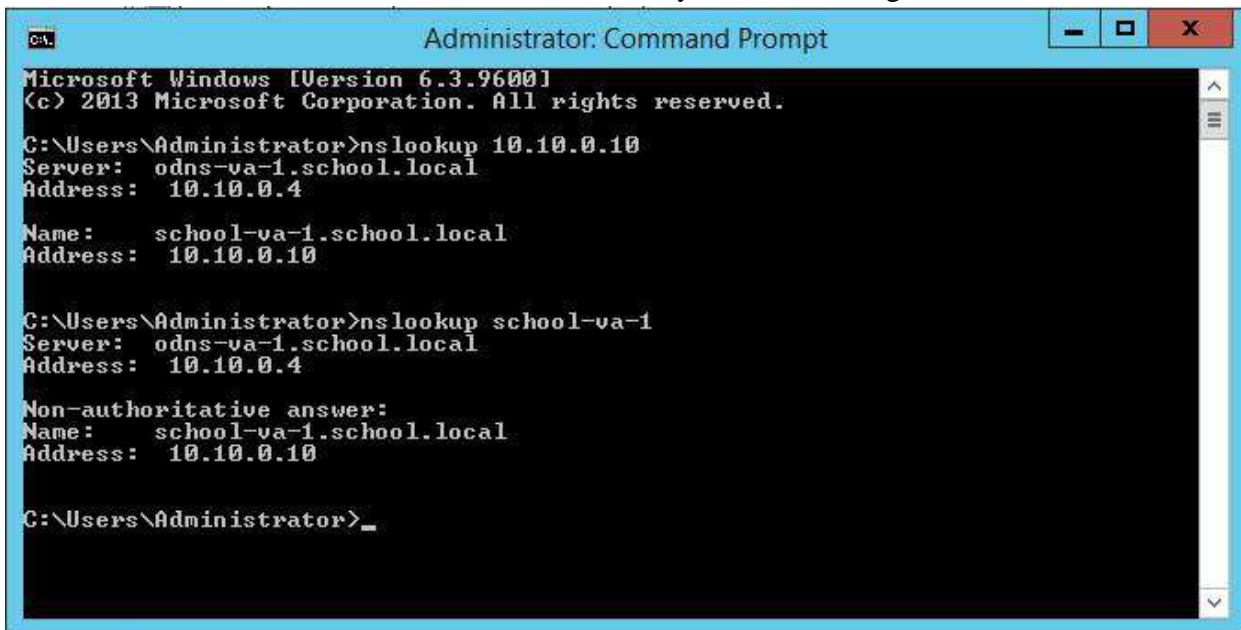 Administrator: Command Prompt
Microsoft Windows [Version 6.3.9600]
(c) 2013 Microsoft Corporation. All rights reserved.
C:\Users\Administrator>nslookup 10.10.0.10
Server: odns-va-1.school.local
Address: 10.10.0.4
Name: school-va-1.school.local
Address: 10.10.0.10
C:\Users\Administrator>nslookup school-va-1
Server: odns-va-1.school.local
Address: 10.10.0.4
Non-authoritative answer:
Name: school-va-1.school.local
Address: 10.10.0.10
C:\Users\Administrator>_